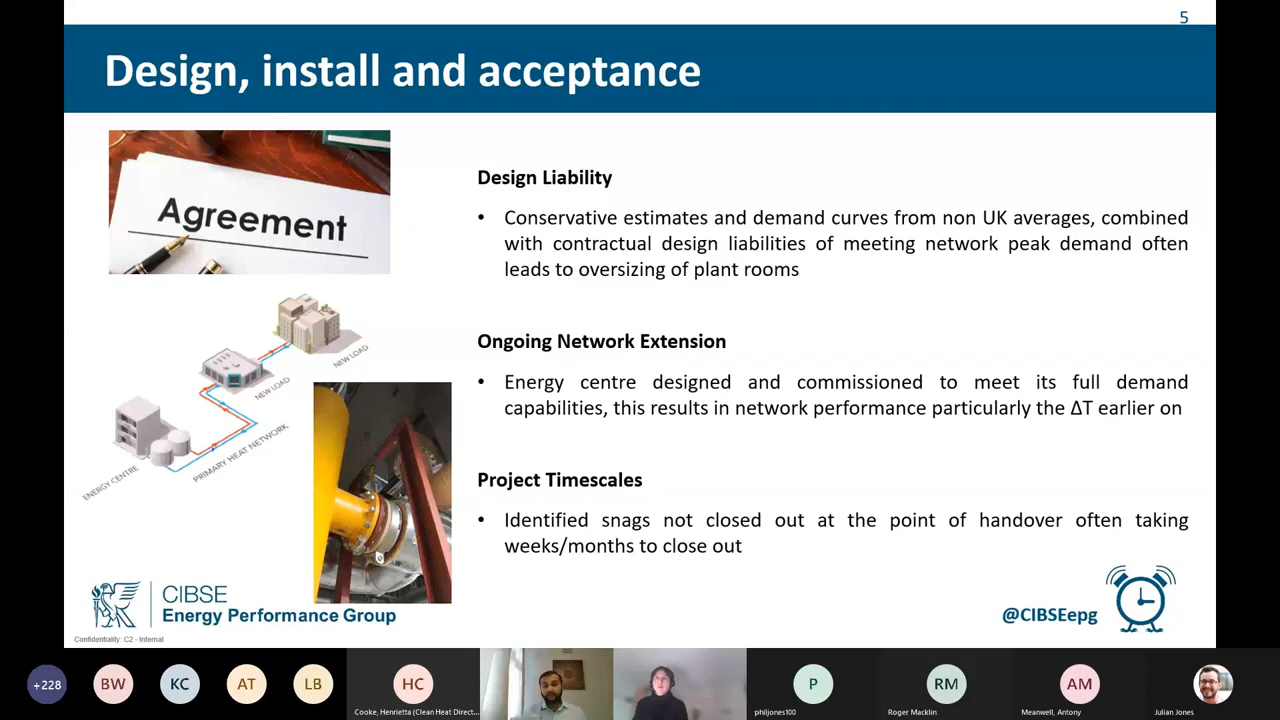 5
Design, install and acceptance
Agreement
Design Liability
• Conservative estimates and demand curves from non UK averages, combined
with contractual design liabilities of meeting network peak demand often
leads to oversizing of plant rooms
NEW LOAD
NEW LOAD
PRIMARY HEAT NETWORK
ENERGY CENTRE
Ongoing Network Extension
• Energy centre designed and commissioned to meet its full demand
capabilities, this results in network performance particularly the ΔT earlier on
Project Timescales
• Identified snags not closed out at the point of handover often taking
weeks/months to close out
CIBSE
Energy Performance Group
@CIBSEepg
Confidentiality: C2 - Internal
+228
BW
KC
AT
LB
HC
Cooke, Henrietta (Clean Heat Direct...
P
philjones100
RM
Roger Macklin
AM
Meanwell, Antony
Julian Jones